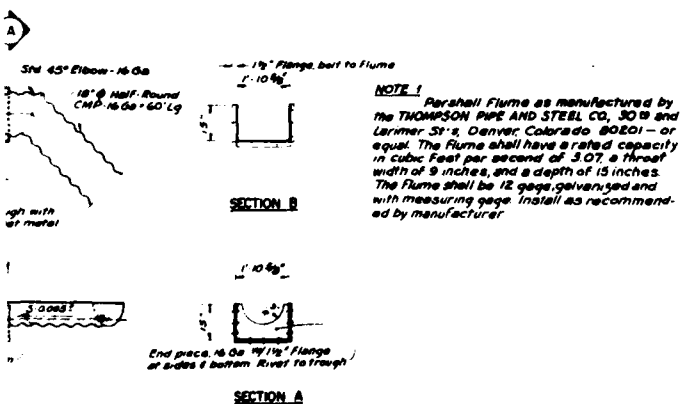 A
Std. 45° Elbow-16 Ga
18" ϕ Half-Round
CMP-16 Ga - 60' Lg
ugh with
et metal
1½" Flange, bolt to Flume
1'-10⅝"
15"
SECTION B
NOTE 1
Parshall Flume as manufactured by
the THOMPSON PIPE AND STEEL CO., 30th and
Larimer St's, Denver, Colorado 80201 - or
equal. The Flume shall have a rated capacity
in Cubic Feet per second of 3.07, a throat
width of 9 inches, and a depth of 15 inches.
The Flume shall be 12 gage, galvanized and
with measuring gage. Install as recommend-
ed by manufacturer
1'-10⅝"
15"
End piece, 16 Ga. w/1½" Flange
at sides & bottom. Rivet to trough
SECTION A